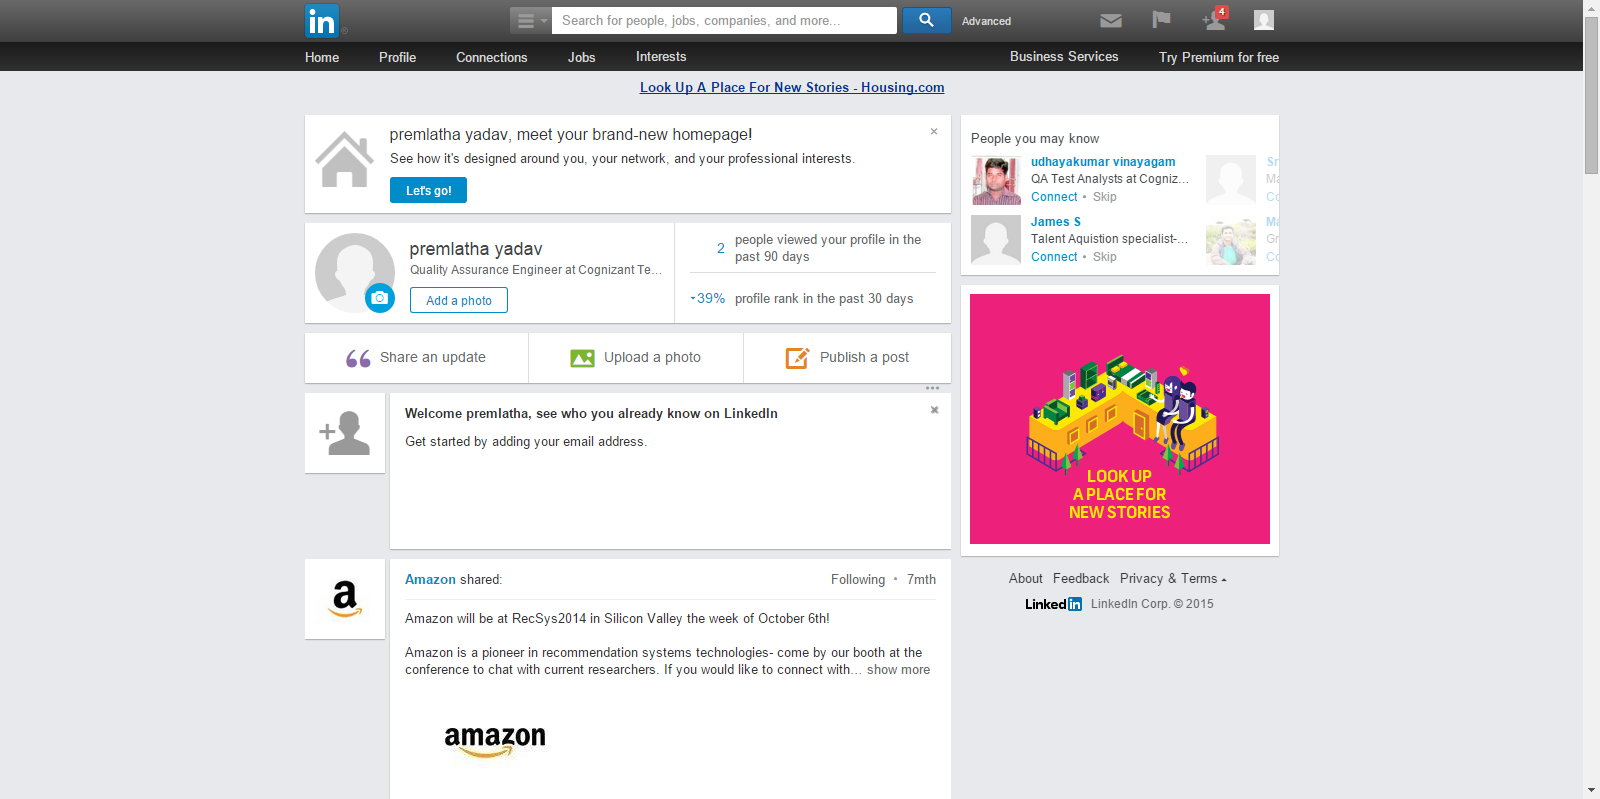 in
Search for people, jobs, companies, and more...
Advanced
4
Home
Profile
Connections
Jobs
Interests
Business Services
Try Premium for free
Look Up A Place For New Stories - Housing.com
premlatha yadav, meet your brand-new homepage!
×
See how it's designed around you, your network, and your professional interests.
Let's go!
premlatha yadav
Quality Assurance Engineer at Cognizant Te...
Add a photo
2 people viewed your profile in the
past 90 days
39% profile rank in the past 30 days
Share an update
Upload a photo
Publish a post
Welcome premlatha, see who you already know on LinkedIn
Get started by adding your email address.
a
Amazon shared:
Following • 7mth
Amazon will be at RecSys2014 in Silicon Valley the week of October 6th!
Amazon is a pioneer in recommendation systems technologies- come by our booth at the
conference to chat with current researchers. If you would like to connect with... show more
amazon
People you may know
udhayakumar vinayagam
QA Test Analysts at Cogniz...
Connect • Skip
James S
Talent Aquistion specialist-...
Connect • Skip
Sr
Ma
Co
Ma
Gr
Co
LOOK UP
A PLACE FOR
NEW STORIES
About Feedback Privacy & Terms
Linked in LinkedIn Corp. © 2015